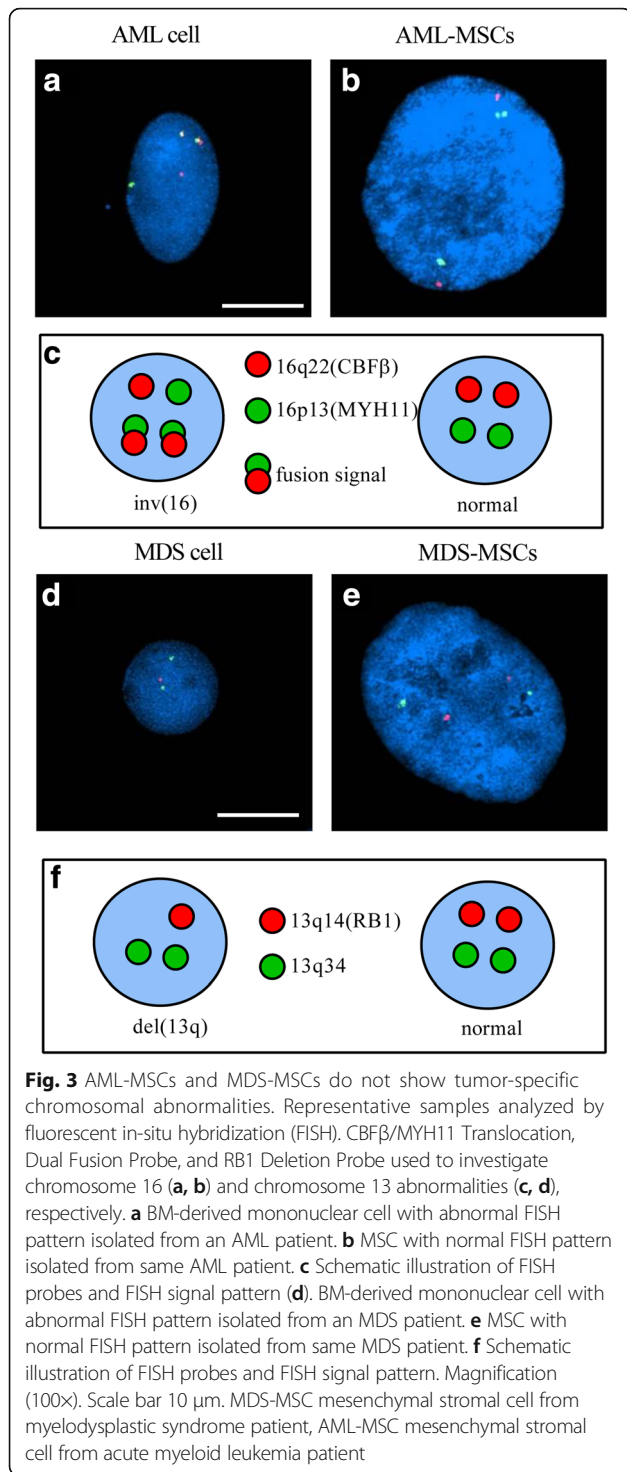 AML cell AML-MSCs
a b
c
16q22(CBFβ)
16p13(MYH11)
fusion signal
inv(16) normal
MDS cell MDS-MSCs
d e
f
13q14(RB1)
13q34
del(13q) normal
Fig. 3 AML-MSCs and MDS-MSCs do not show tumor-specific
chromosomal abnormalities. Representative samples analyzed by
fluorescent in-situ hybridization (FISH). CBFβ/MYH11 Translocation,
Dual Fusion Probe, and RB1 Deletion Probe used to investigate
chromosome 16 (a, b) and chromosome 13 abnormalities (c, d),
respectively. a BM-derived mononuclear cell with abnormal FISH
pattern isolated from an AML patient. b MSC with normal FISH pattern
isolated from same AML patient. c Schematic illustration of FISH
probes and FISH signal pattern (d). BM-derived mononuclear cell with
abnormal FISH pattern isolated from an MDS patient. e MSC with
normal FISH pattern isolated from same MDS patient. f Schematic
illustration of FISH probes and FISH signal pattern. Magnification
(100×). Scale bar 10 μm. MDS-MSC mesenchymal stromal cell from
myelodysplastic syndrome patient, AML-MSC mesenchymal stromal
cell from acute myeloid leukemia patient